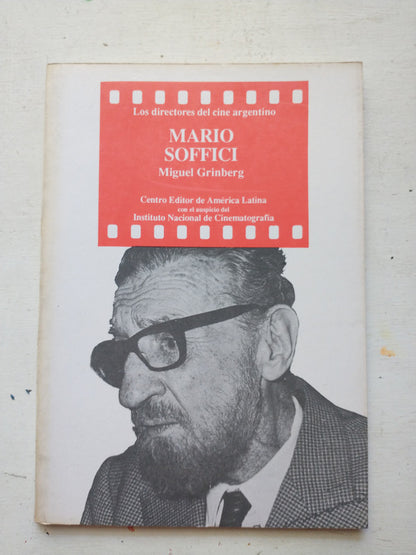 Los directores del cine argentino
MARIO
SOFFICI
Miguel Grinberg
Centro Editor de América Latina
con el auspicio del
Instituto Nacional de Cinematografía